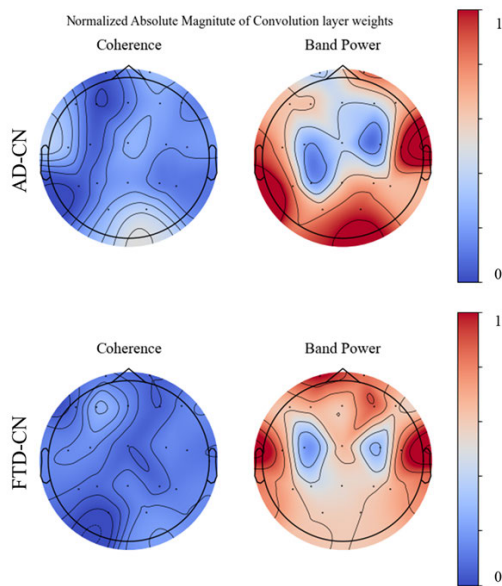 Normalized Absolute Magnitute of Convolution layer weights
Coherence
Band Power
1
AD-CN
0
Coherence
Band Power
1
FTD-CN
0